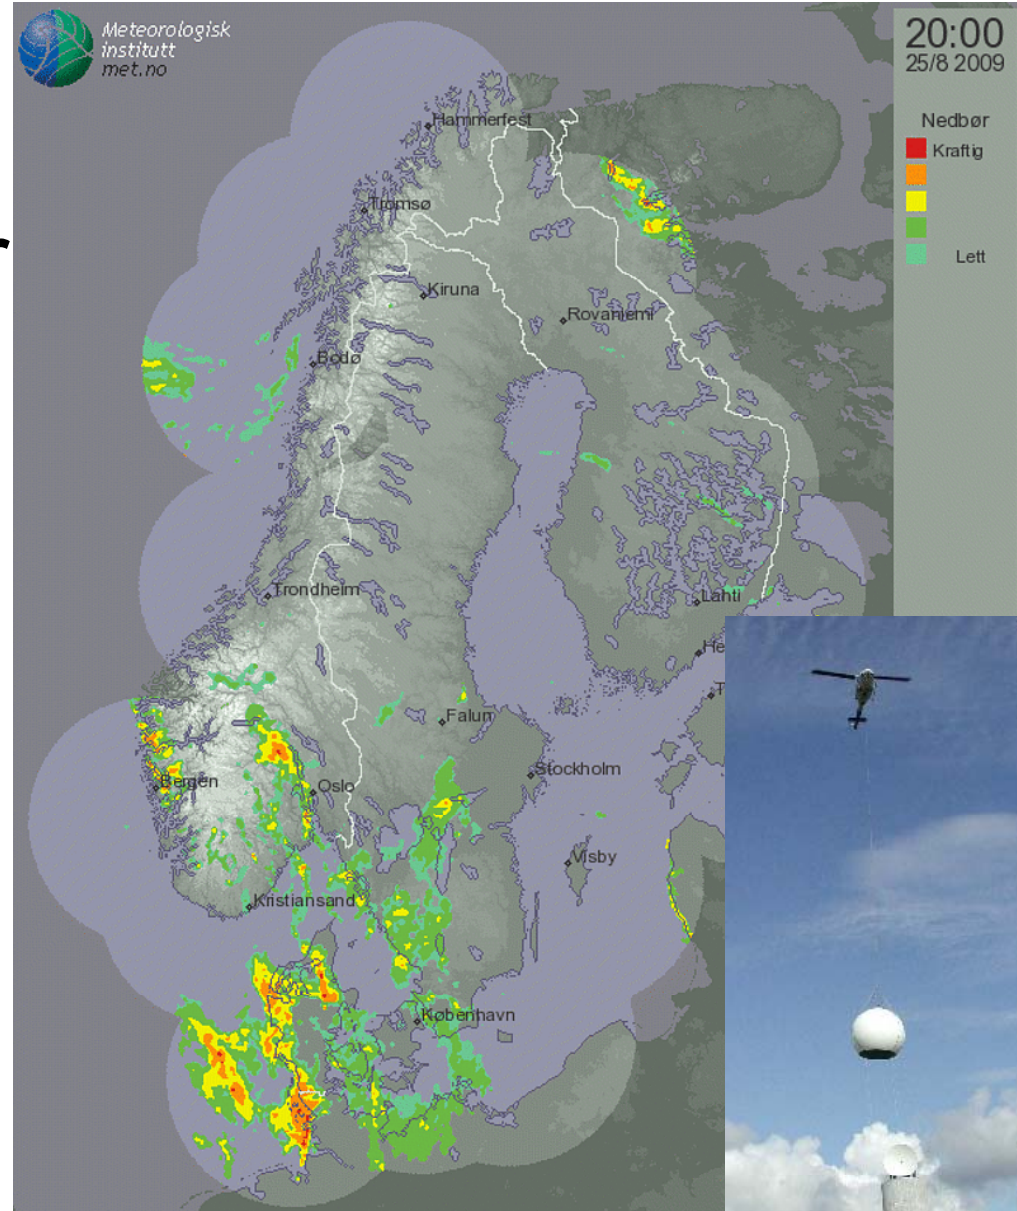 Meteorologisk
institutt
met.no
20:00
25/8 2009
Nedbør
Kraftig
Lett
Hammerfest
Tromsø
Kiruna
Rovaniemi
Bodø
Trondheim
Lahti
He
T
Falun
Stockholm
Bergen
Oslo
Visby
Kristiansand
København